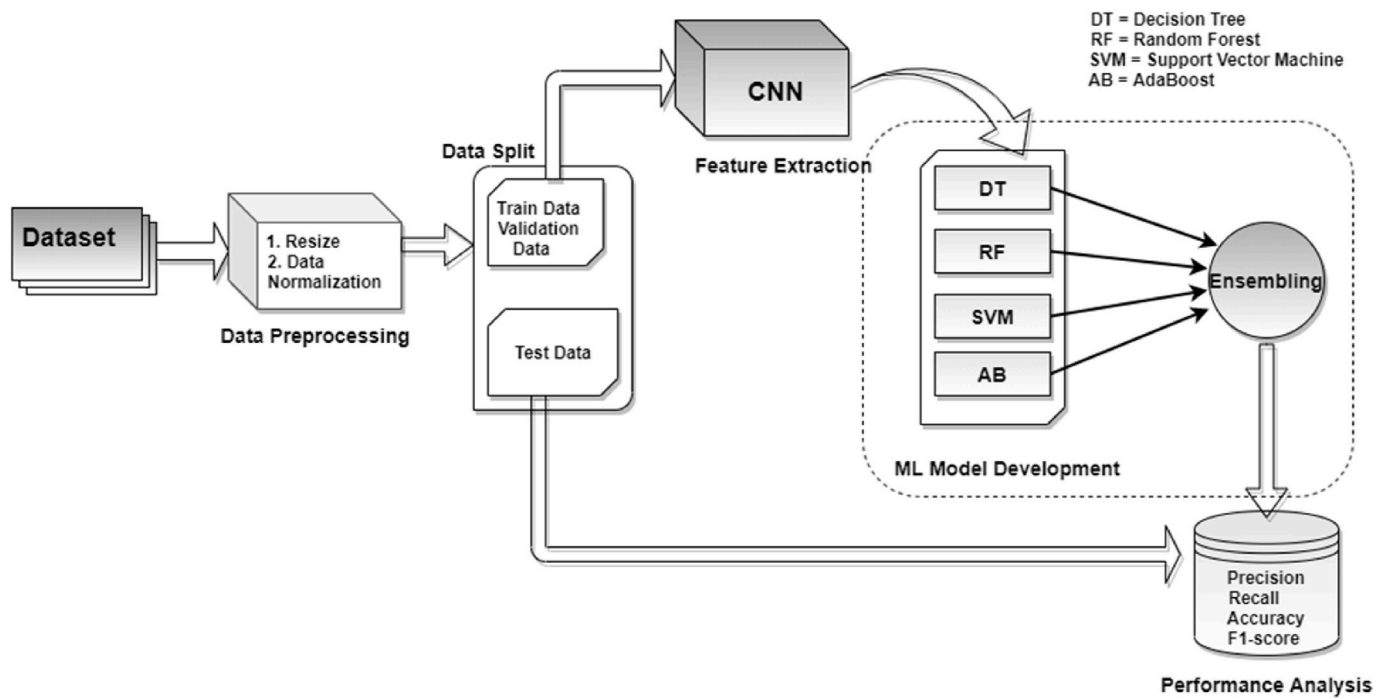 DT = Decision Tree
RF = Random Forest
SVM = Support Vector Machine
AB = AdaBoost
CNN
Feature Extraction
Data Split
Dataset
1. Resize
2. Data
Normalization
Data Preprocessing
Train Data
Validation
Data
Test Data
DT
RF
SVM
AB
Ensembling
ML Model Development
Precision
Recall
Accuracy
F1-score
Performance Analysis